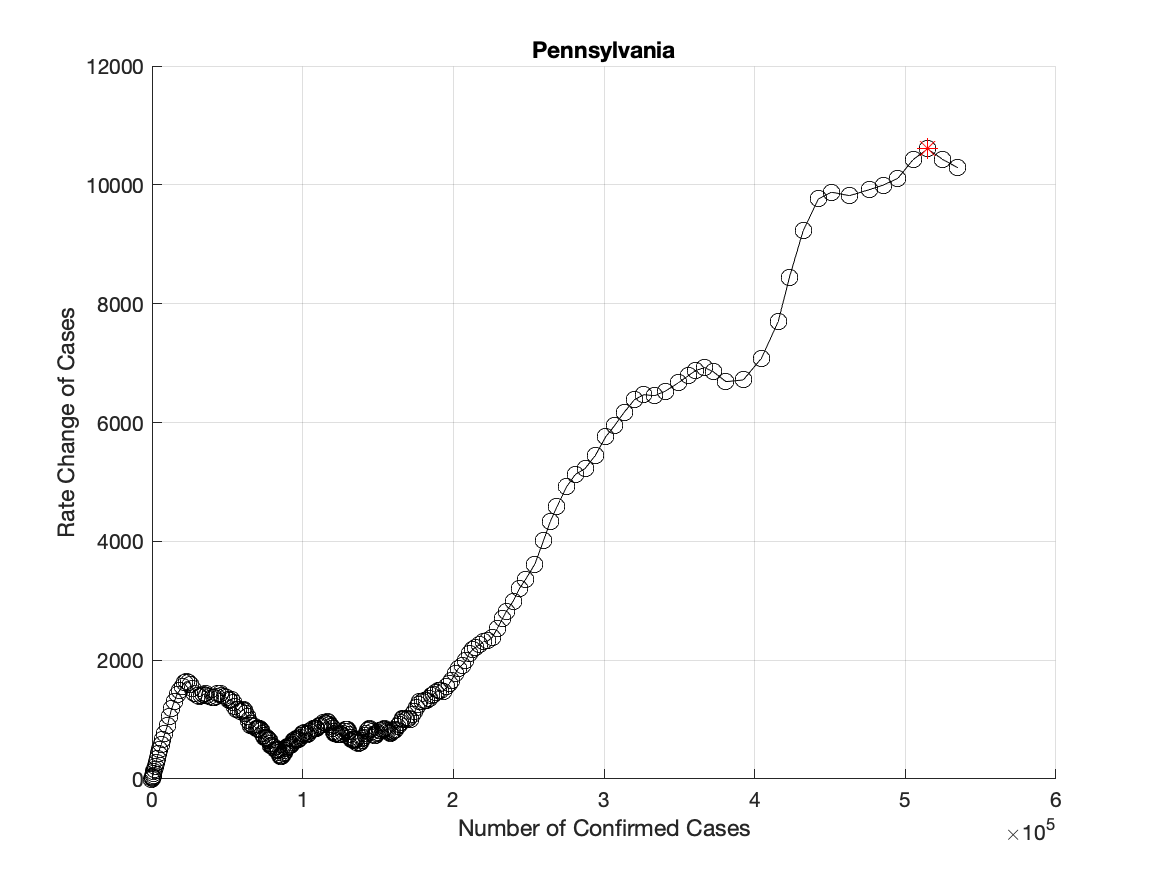 Pennsylvania
12000
10000
8000
6000
4000
2000
0
Rate Change of Cases
0 1 2 3 4 5 6
Number of Confirmed Cases
×10^5